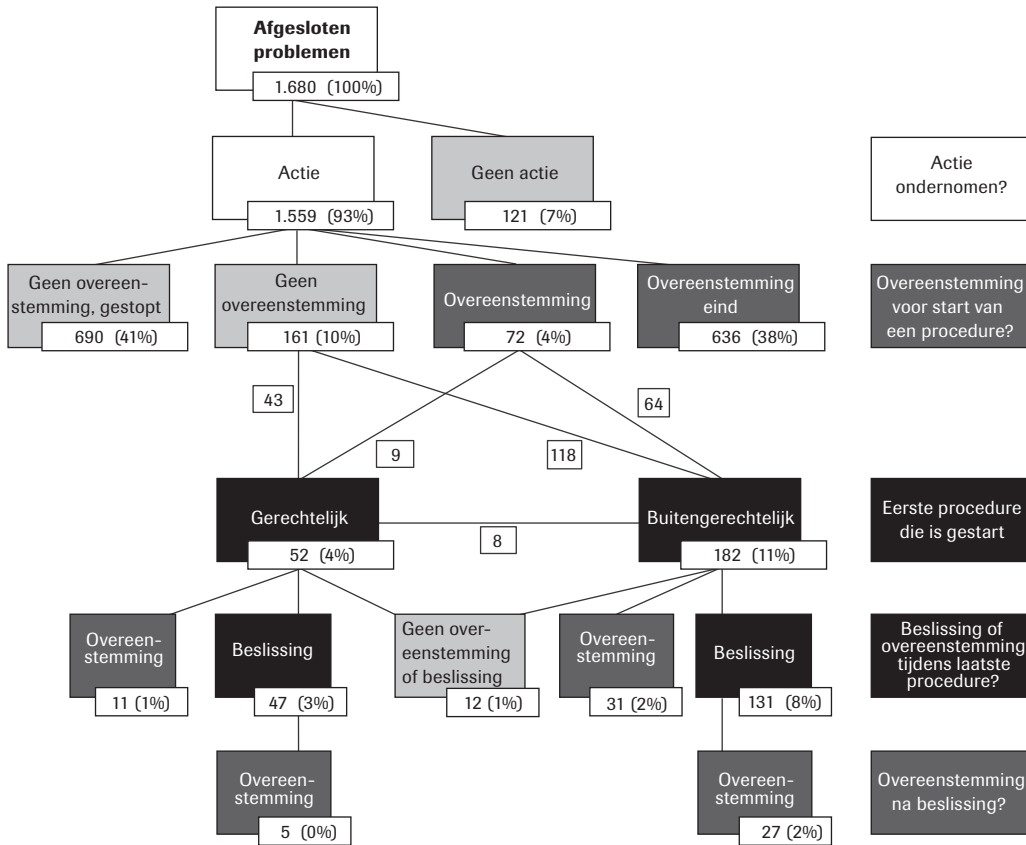 Afgesloten
problemen
1.680 (100%)
Actie
1.559 (93%)
Geen actie
121 (7%)
Actie
ondernomen?
Geen overeen-
stemming, gestopt
690 (41%)
Geen
overeenstemming
161 (10%)
Overeenstemming
72 (4%)
Overeenstemming
eind
636 (38%)
Overeenstemming
voor start van
een procedure?
43
9
118
64
Gerechtelijk
52 (4%)
8
Buitengerechtelijk
182 (11%)
Eerste procedure
die is gestart
Overeen-
stemming
11 (1%)
Beslissing
47 (3%)
Geen over-
eenstemming
of beslissing
12 (1%)
Overeen-
stemming
31 (2%)
Beslissing
131 (8%)
Beslissing of
overeenstemming
tijdens laatste
procedure?
Overeen-
stemming
5 (0%)
Overeen-
stemming
27 (2%)
Overeenstemming
na beslissing?